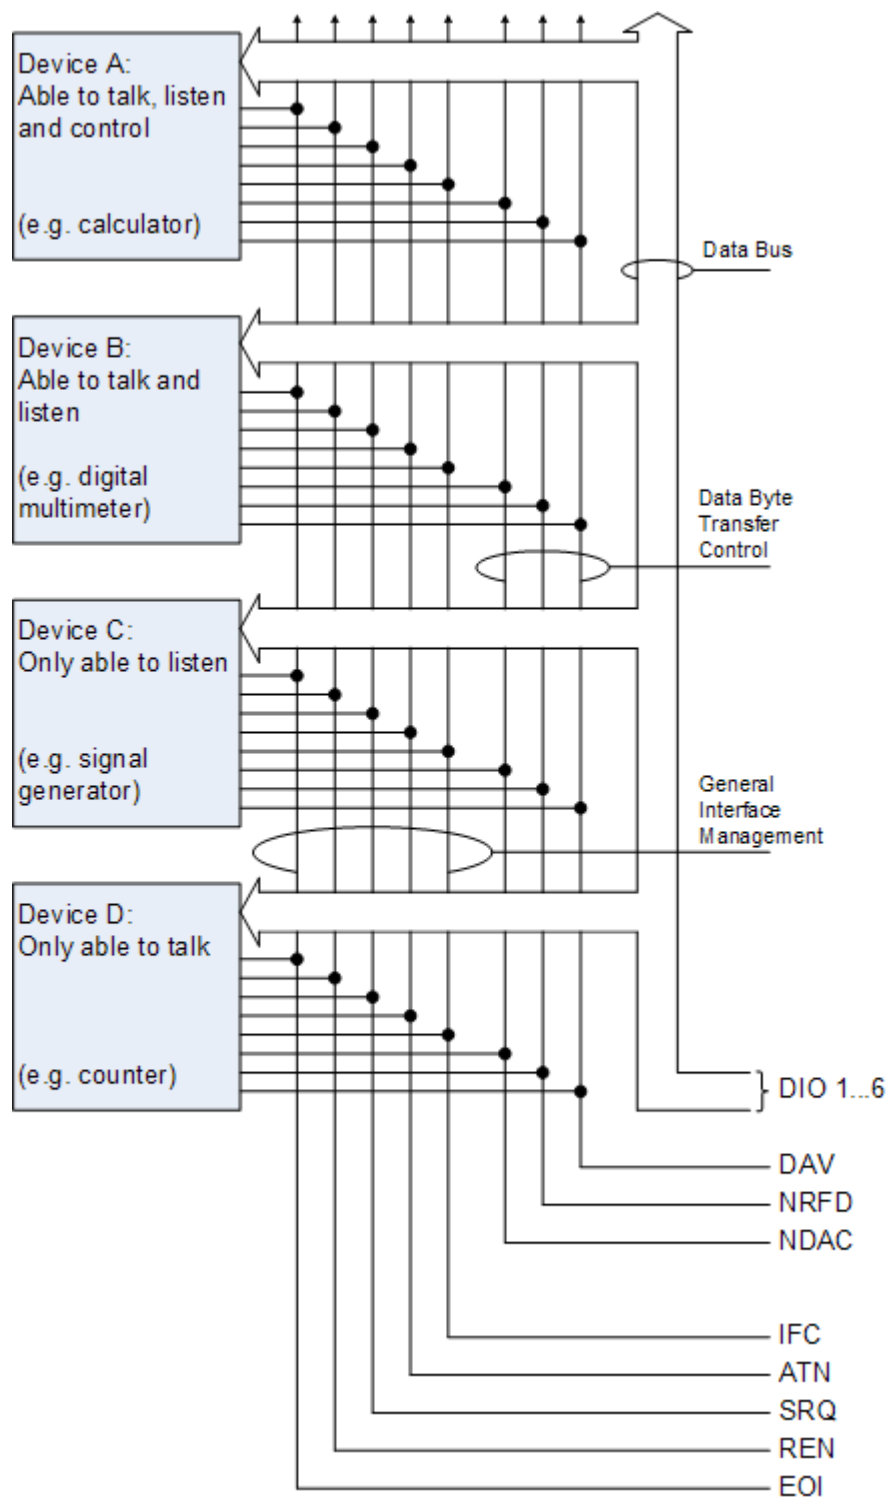 Device A:
Able to talk, listen
and control
(e.g. calculator)
Data Bus
Device B:
Able to talk and
listen
(e.g. digital
multimeter)
Data Byte
Transfer
Control
Device C:
Only able to listen
(e.g. signal
generator)
General
Interface
Management
Device D:
Only able to talk
(e.g. counter)
DIO 1...6
DAV
NRFD
NDAC
IFC
ATN
SRQ
REN
EOI